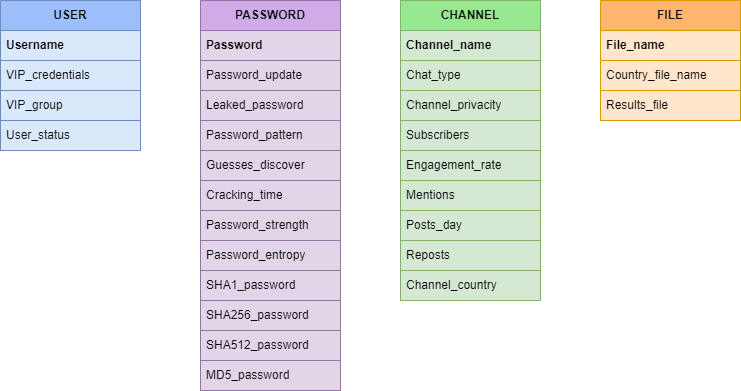 USER
Username
VIP_credentials
VIP_group
User_status
PASSWORD
Password
Password_update
Leaked_password
Password_pattern
Guesses_discover
Cracking_time
Password_strength
Password_entropy
SHA1_password
SHA256_password
SHA512_password
MD5_password
CHANNEL
Channel_name
Chat_type
Channel_privacity
Subscribers
Engagement_rate
Mentions
Posts_day
Reposts
Channel_country
FILE
File_name
Country_file_name
Results_file